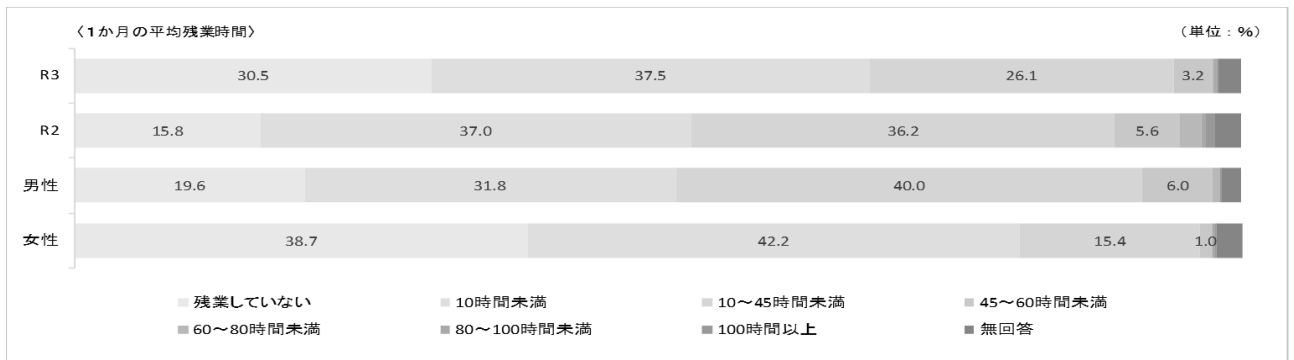 〈1か月の平均残業時間〉 （単位：%）
R3 30.5 37.5 26.1 3.2
R2 15.8 37.0 36.2 5.6
男性 19.6 31.8 40.0 6.0
女性 38.7 42.2 15.4 1.0
残業していない 10時間未満 10～45時間未満 45～60時間未満
60～80時間未満 80～100時間未満 100時間以上 無回答